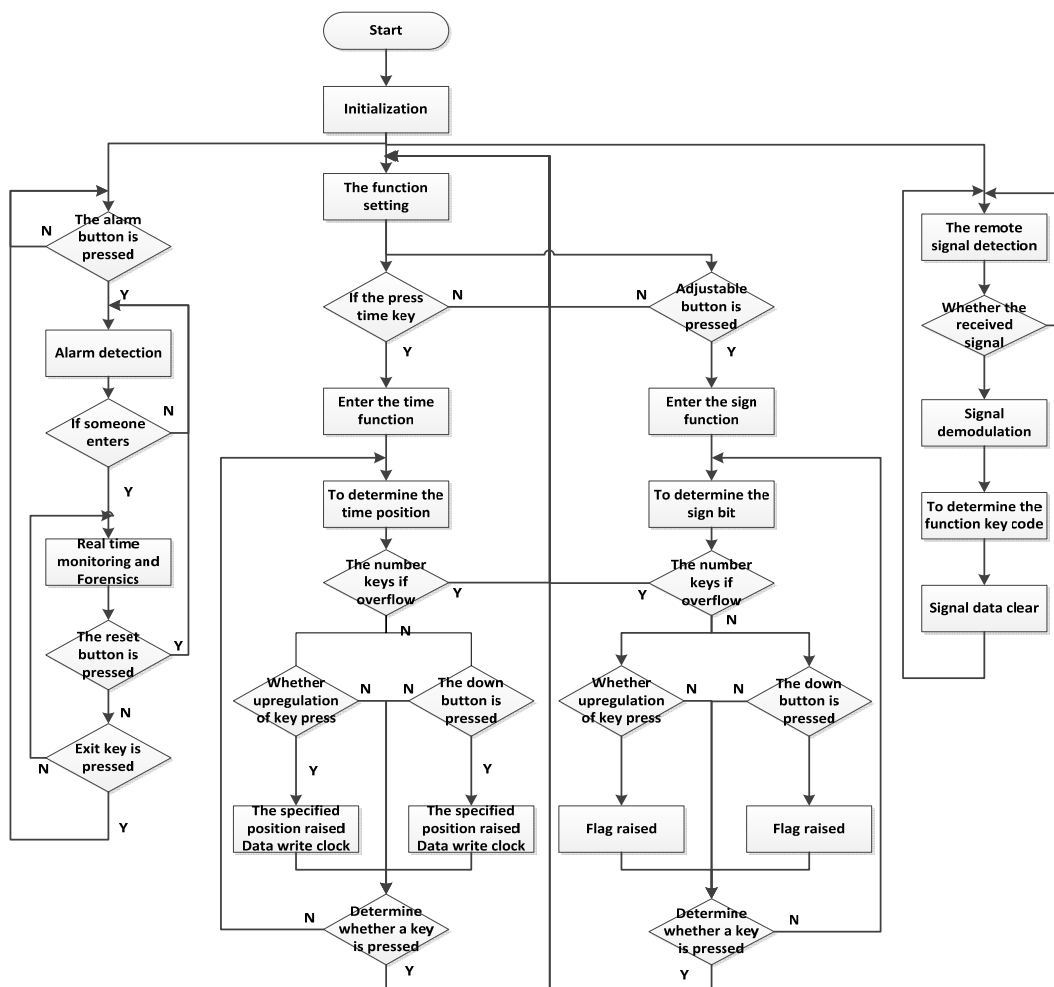 Start
Initialization
The function
setting
The alarm
button is
pressed
N
Y
Alarm detection
If someone
enters
N
Y
Real time
monitoring and
Forensics
The reset
button is
pressed
Y
N
Exit key is
pressed
N
Y
If the press
time key
N
Y
Enter the time
function
To determine the
time position
The number
keys if
overflow
Y
N
Whether
upregulation
of key press
N
Y
The down
button is
pressed
N
Y
The specified
position raised
Data write clock
The specified
position raised
Data write clock
Determine
whether a key
is pressed
N
Y
Adjustable
button is
pressed
N
Y
Enter the sign
function
To determine the
sign bit
The number
keys if
overflow
Y
N
Whether
upregulation
of key press
N
The down
button is
pressed
N
Flag raised
Flag raised
Determine
whether a key
is pressed
N
Y
The remote
signal detection
Whether the
received
signal
Signal
demodulation
To determine the
function key code
Signal data clear